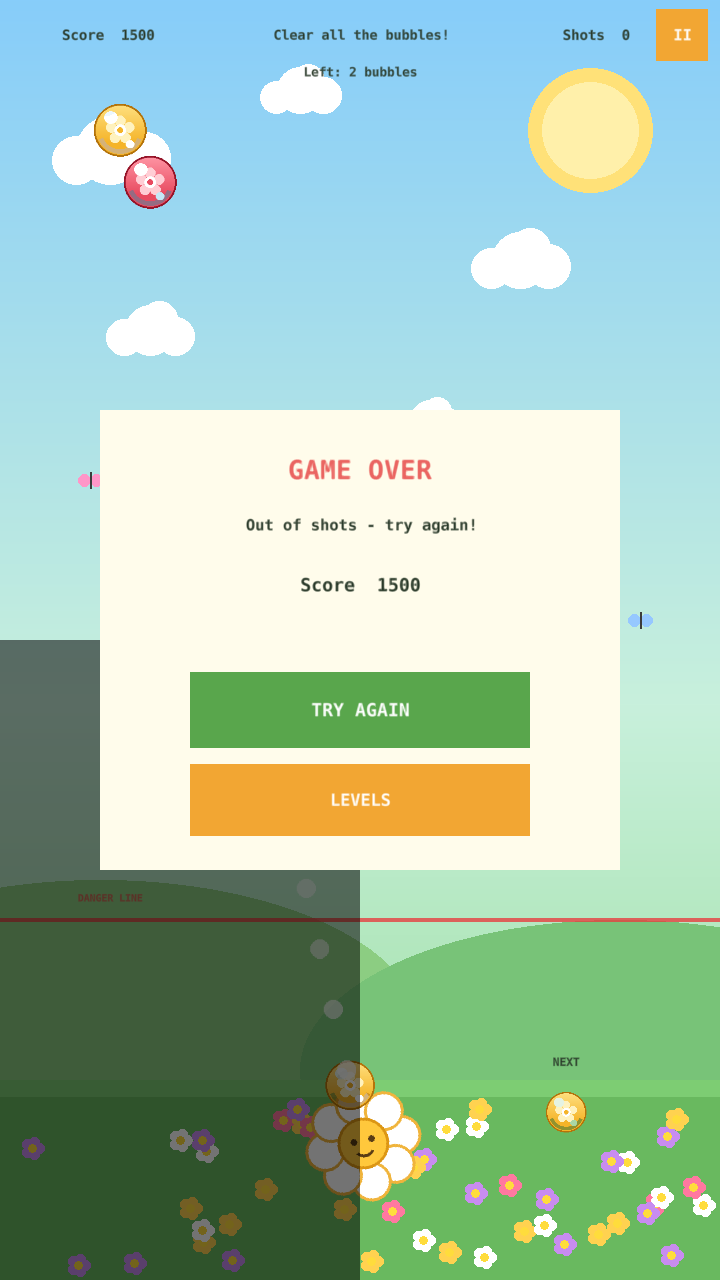 Score  1500
Clear all the bubbles!
Shots  0
II
Left: 2 bubbles
GAME OVER
Out of shots - try again!
Score  1500
TRY AGAIN
LEVELS
DANGER LINE
NEXT